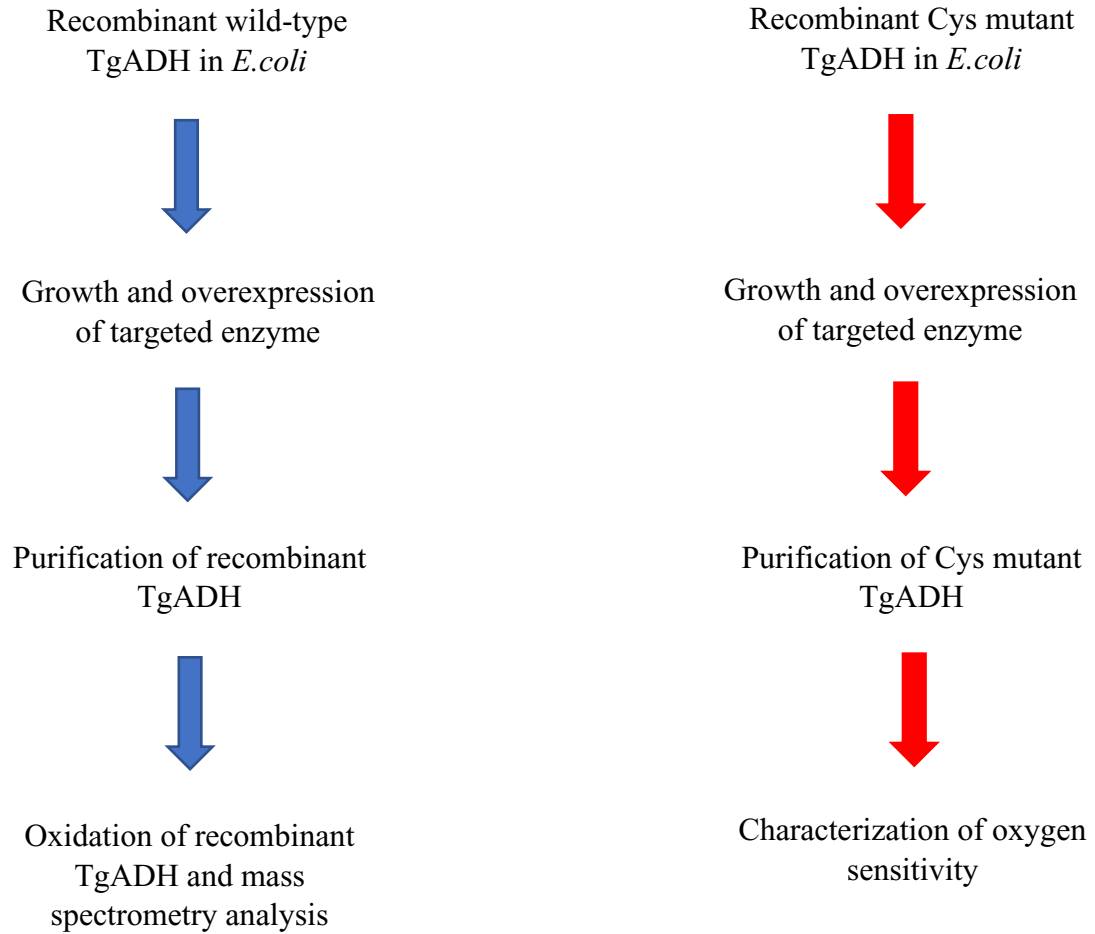 Recombinant wild-type
TgADH in E.coli
Growth and overexpression
of targeted enzyme
Purification of recombinant
TgADH
Oxidation of recombinant
TgADH and mass
spectrometry analysis
Recombinant Cys mutant
TgADH in E.coli
Growth and overexpression
of targeted enzyme
Purification of Cys mutant
TgADH
Characterization of oxygen
sensitivity